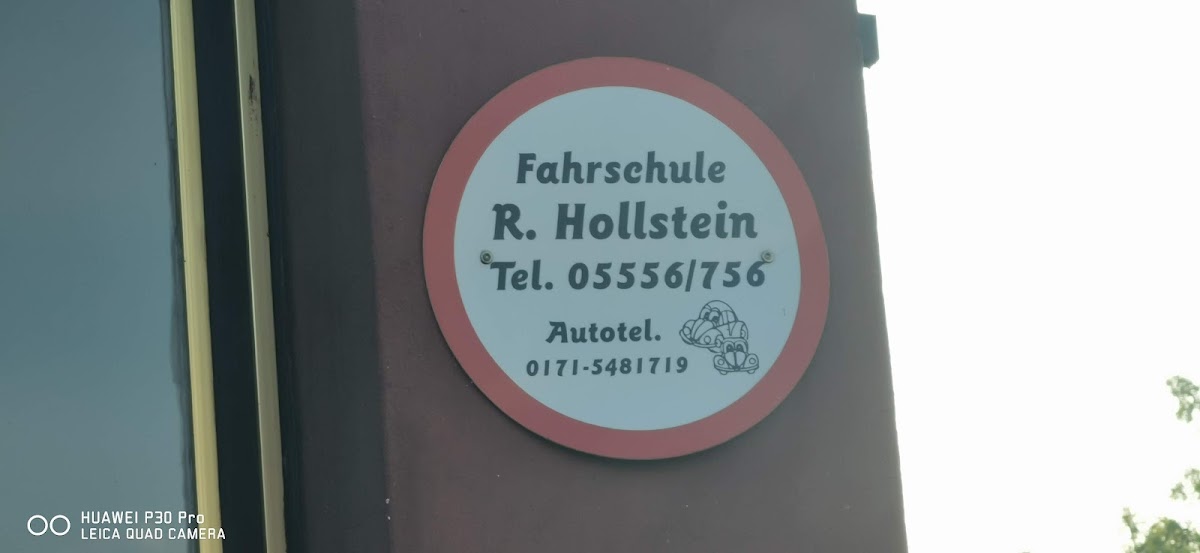 Fahrschule
R. Hollstein
Tel. 05556/756
Autotel.
0171-5481719
HUAWEI P30 Pro
LEICA QUAD CAMERA